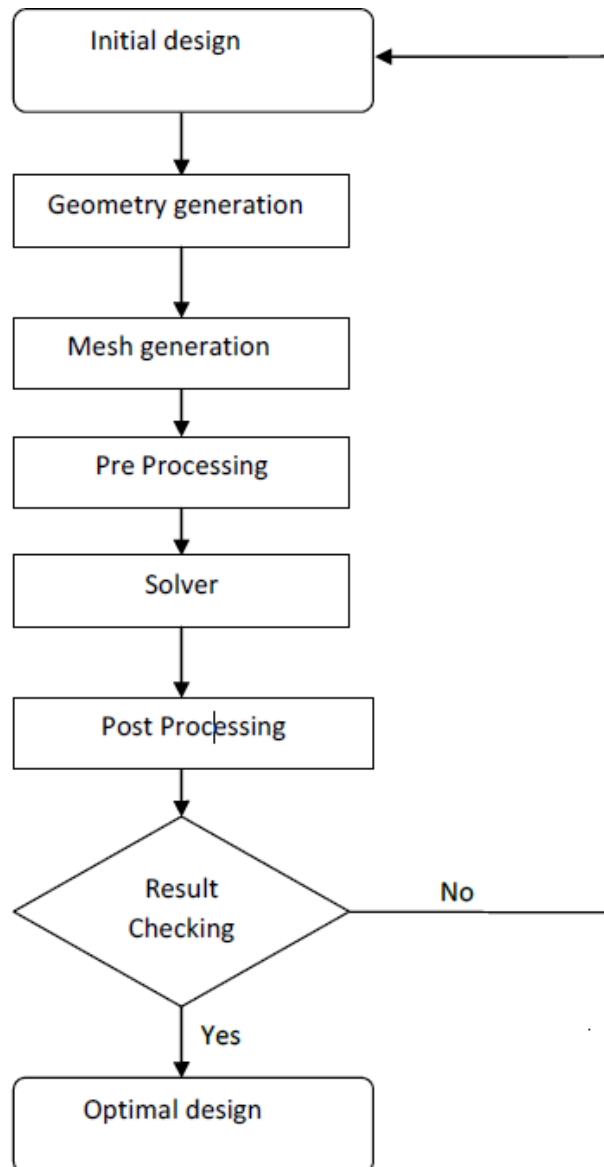 Initial design
Geometry generation
Mesh generation
Pre Processing
Solver
Post Processing
Result
Checking
No
Yes
Optimal design